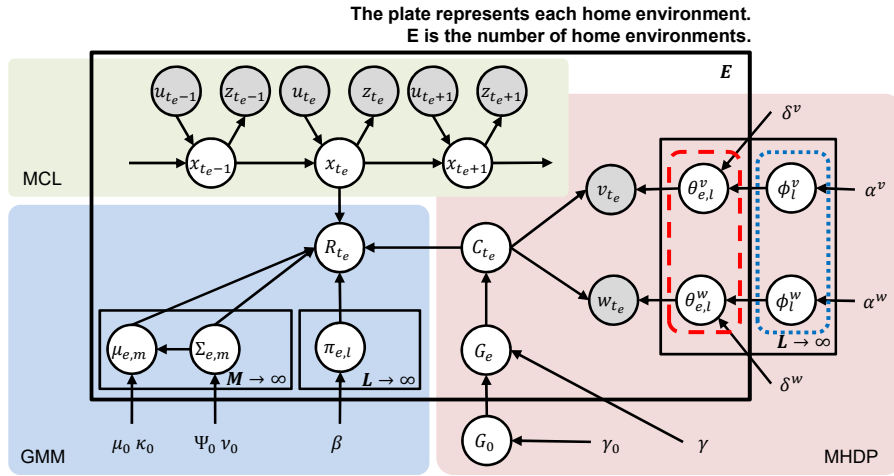 The plate represents each home environment.
E is the number of home environments.
E
u_{t_e-1} z_{t_e-1} u_{t_e} z_{t_e} u_{t_e+1} z_{t_e+1}
δ^v
x_{t_e-1} x_{t_e} x_{t_e+1}
MCL
v_{t_e} θ^v_{e,l} ϕ^v_l α^v
R_{t_e} C_{t_e}
w_{t_e} θ^w_{e,l} ϕ^w_l α^w
L → ∞
μ_{e,m} Σ_{e,m} π_{e,l} G_e
M → ∞ L → ∞
δ^w
μ_0 κ_0 Ψ_0 ν_0 β G_0 γ_0 γ
GMM
MHDP